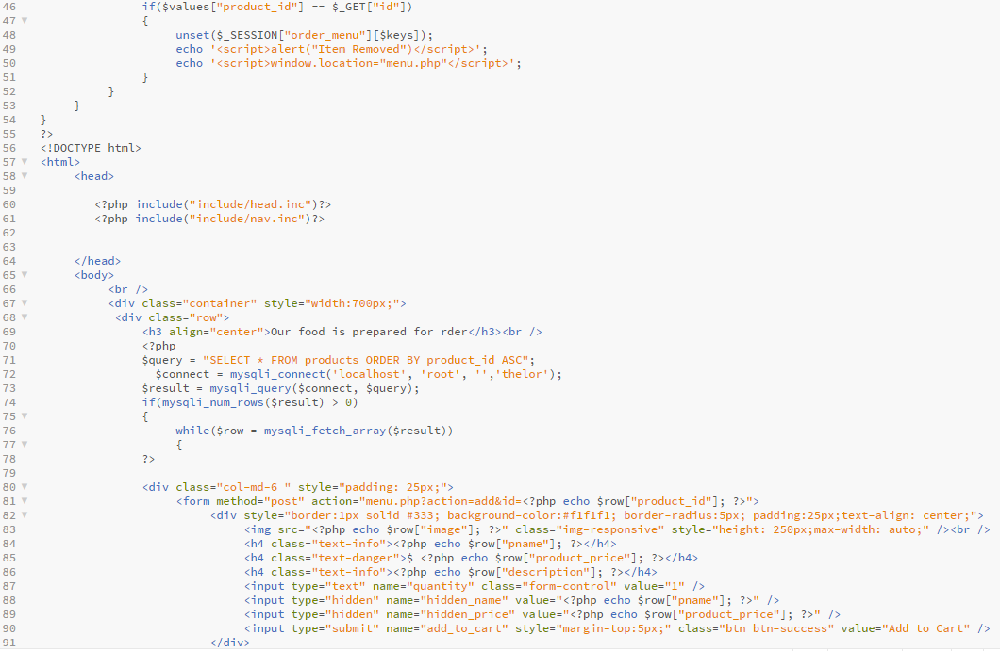 46 if($values["product_id"] == $_GET["id"])
47 {
48 unset($_SESSION["order_menu"][$keys]);
49 echo '<script>alert("Item Removed")</script>';
50 echo '<script>window.location="menu.php"</script>';
51 }
52 }
53 }
54 }
55 ?>
56 <!DOCTYPE html>
57 <html>
58 <head>
59
60 <?php include("include/head.inc")?>
61 <?php include("include/nav.inc")?>
62
63
64 </head>
65 <body>
66 <br />
67 <div class="container" style="width:700px;">
68 <div class="row">
69 <h3 align="center">Our food is prepared for rder</h3><br />
70 <?php
71 $query = "SELECT * FROM products ORDER BY product_id ASC";
72 $connect = mysqli_connect('localhost', 'root', '','thelor');
73 $result = mysqli_query($connect, $query);
74 if(mysqli_num_rows($result) > 0)
75 {
76 while($row = mysqli_fetch_array($result))
77 {
78 ?>
79
80 <div class="col-md-6 " style="padding: 25px;">
81 <form method="post" action="menu.php?action=add&id=<?php echo $row["product_id"]; ?>">
82 <div style="border:1px solid #333; background-color:#f1f1f1; border-radius:5px; padding:25px;text-align: center;">
83 <img src="<?php echo $row["image"]; ?>" class="img-responsive" style="height: 250px;max-width: auto;" /><br />
84 <h4 class="text-info"><?php echo $row["pname"]; ?></h4>
85 <h4 class="text-danger">$ <?php echo $row["product_price"]; ?></h4>
86 <h4 class="text-info"><?php echo $row["description"]; ?></h4>
87 <input type="text" name="quantity" class="form-control" value="1" />
88 <input type="hidden" name="hidden_name" value="<?php echo $row["pname"]; ?>" />
89 <input type="hidden" name="hidden_price" value="<?php echo $row["product_price"]; ?>" />
90 <input type="submit" name="add_to_cart" style="margin-top:5px;" class="btn btn-success" value="Add to Cart" />
91 </div>